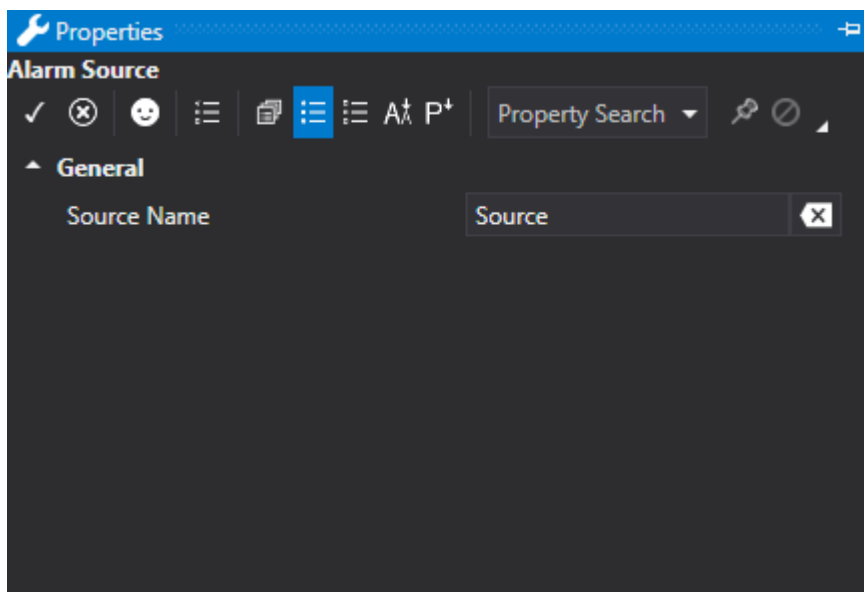 Properties
Alarm Source
Property Search
General
Source Name Source